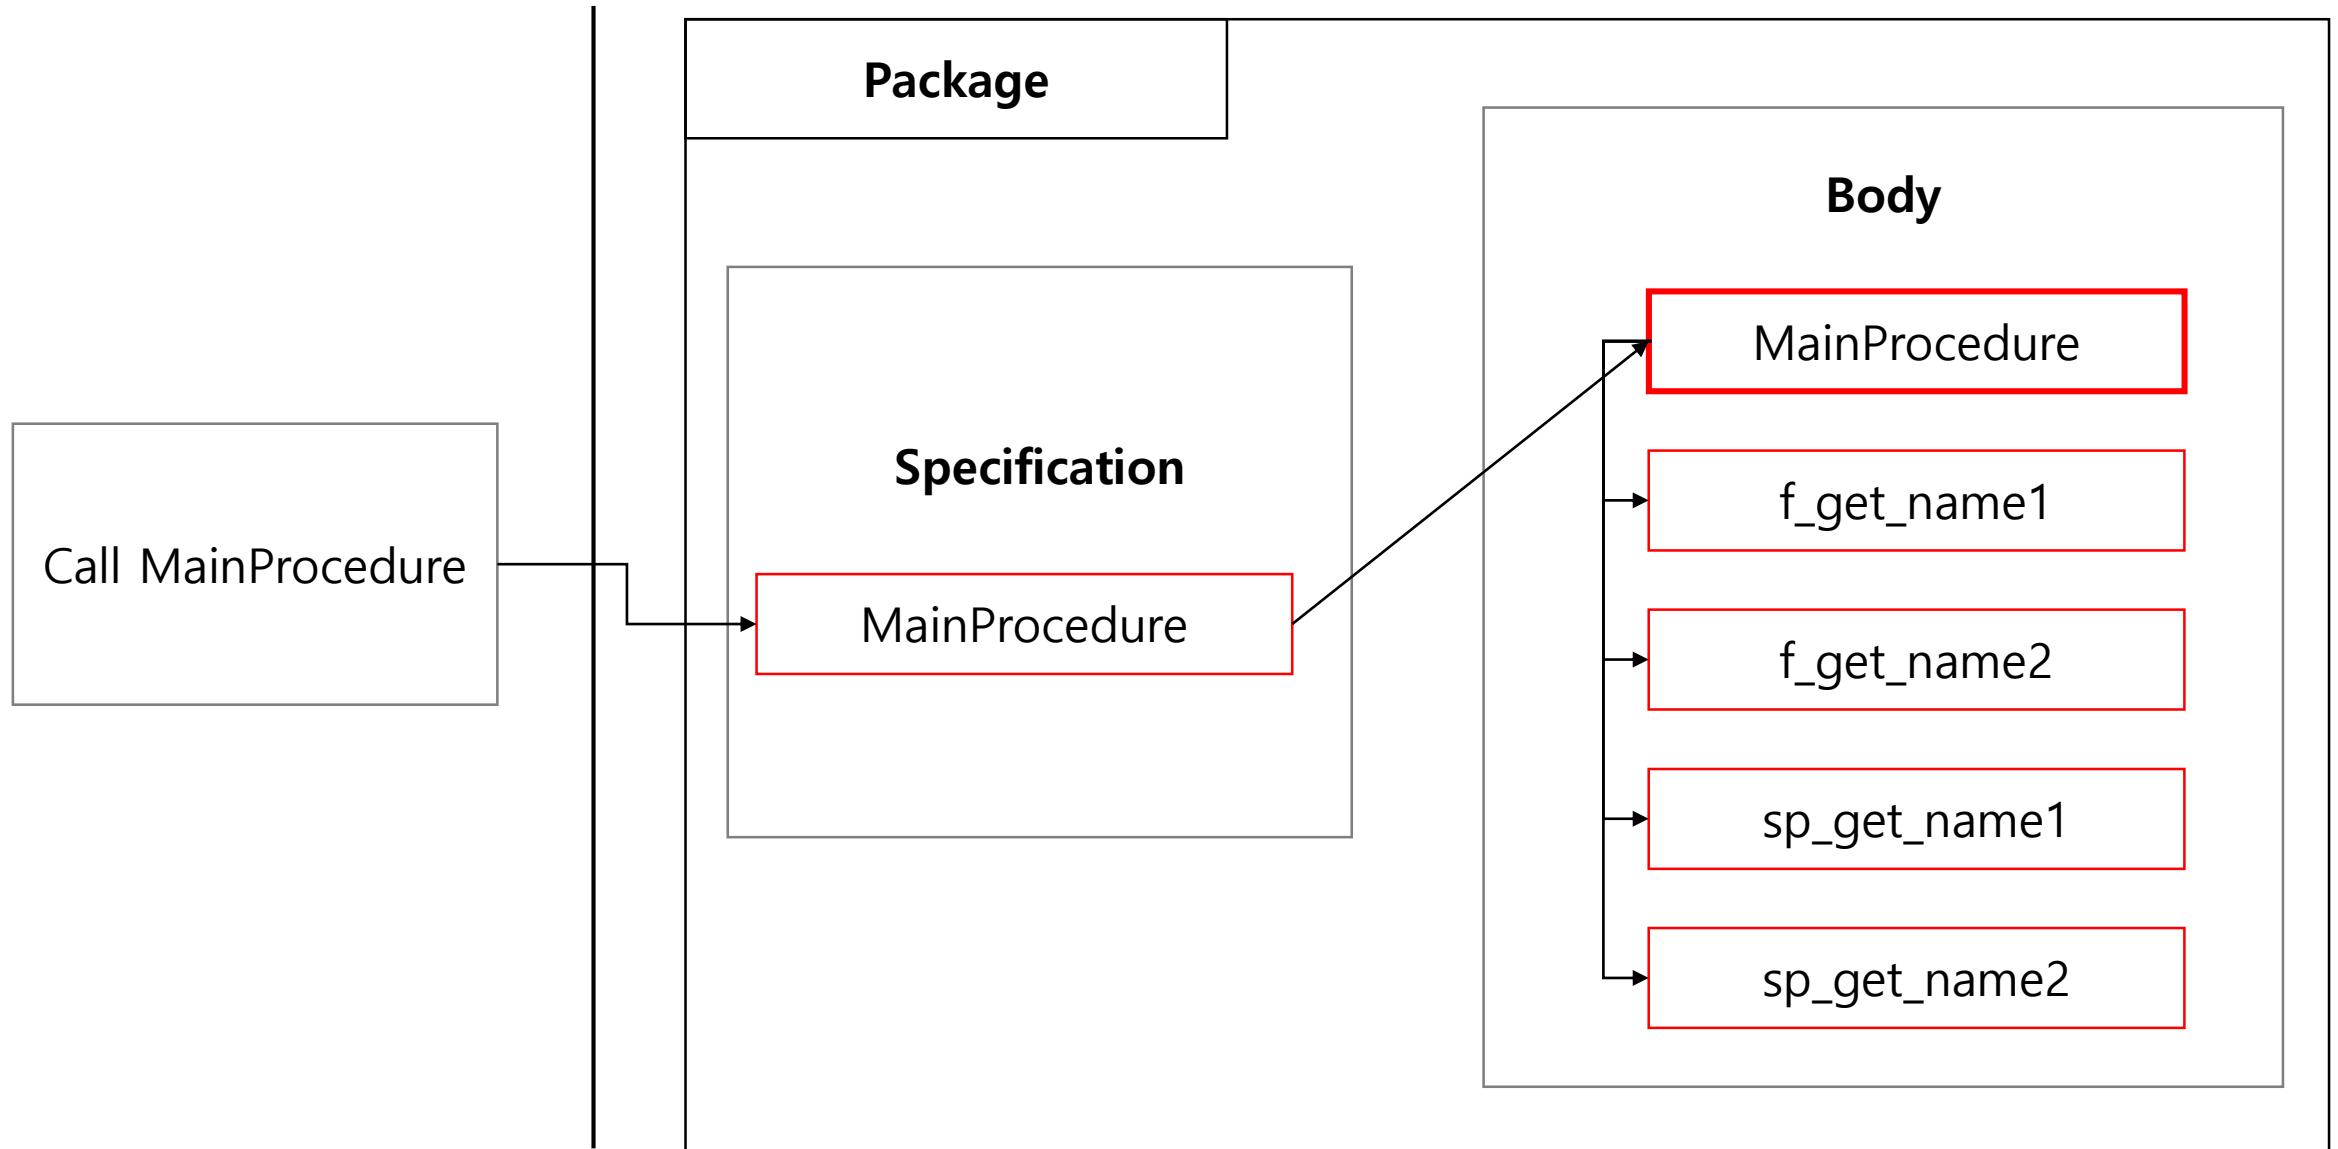 Package
Body
MainProcedure
Specification
f_get_name1
Call MainProcedure
MainProcedure
f_get_name2
sp_get_name1
sp_get_name2